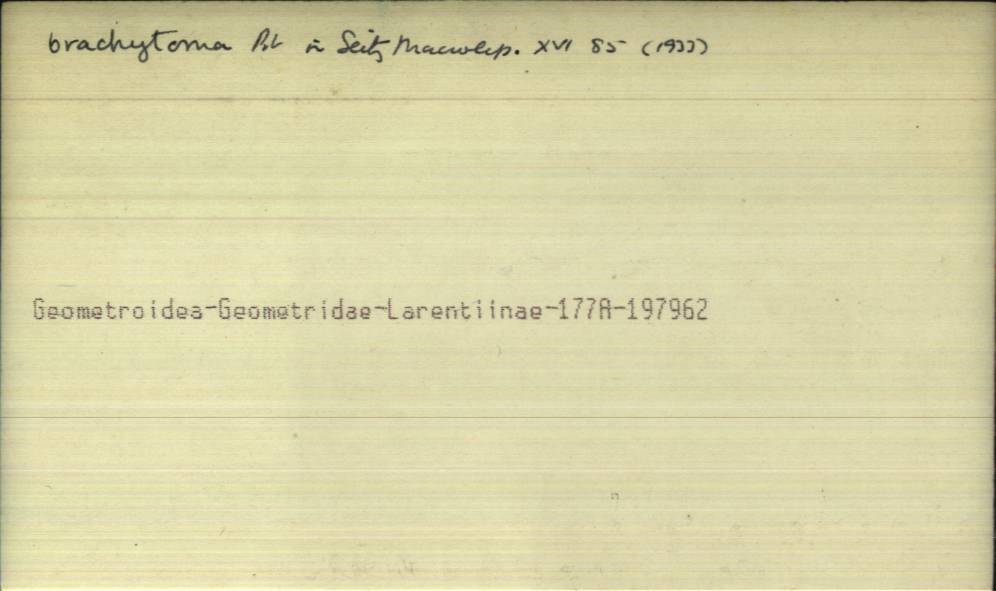 brachytoma Prt in Seitz Macrolep. XVI 85 (1933)
Geometroidea-Geometridae-Larentiinae-177A-197962